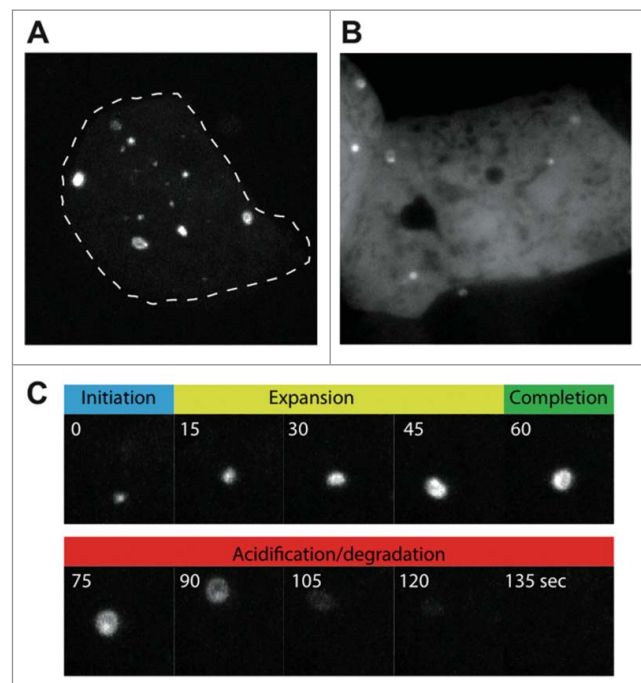 A
B
C
Initiation Expansion Completion
0 15 30 45 60
Acidification/degradation
75 90 105 120 135 sec